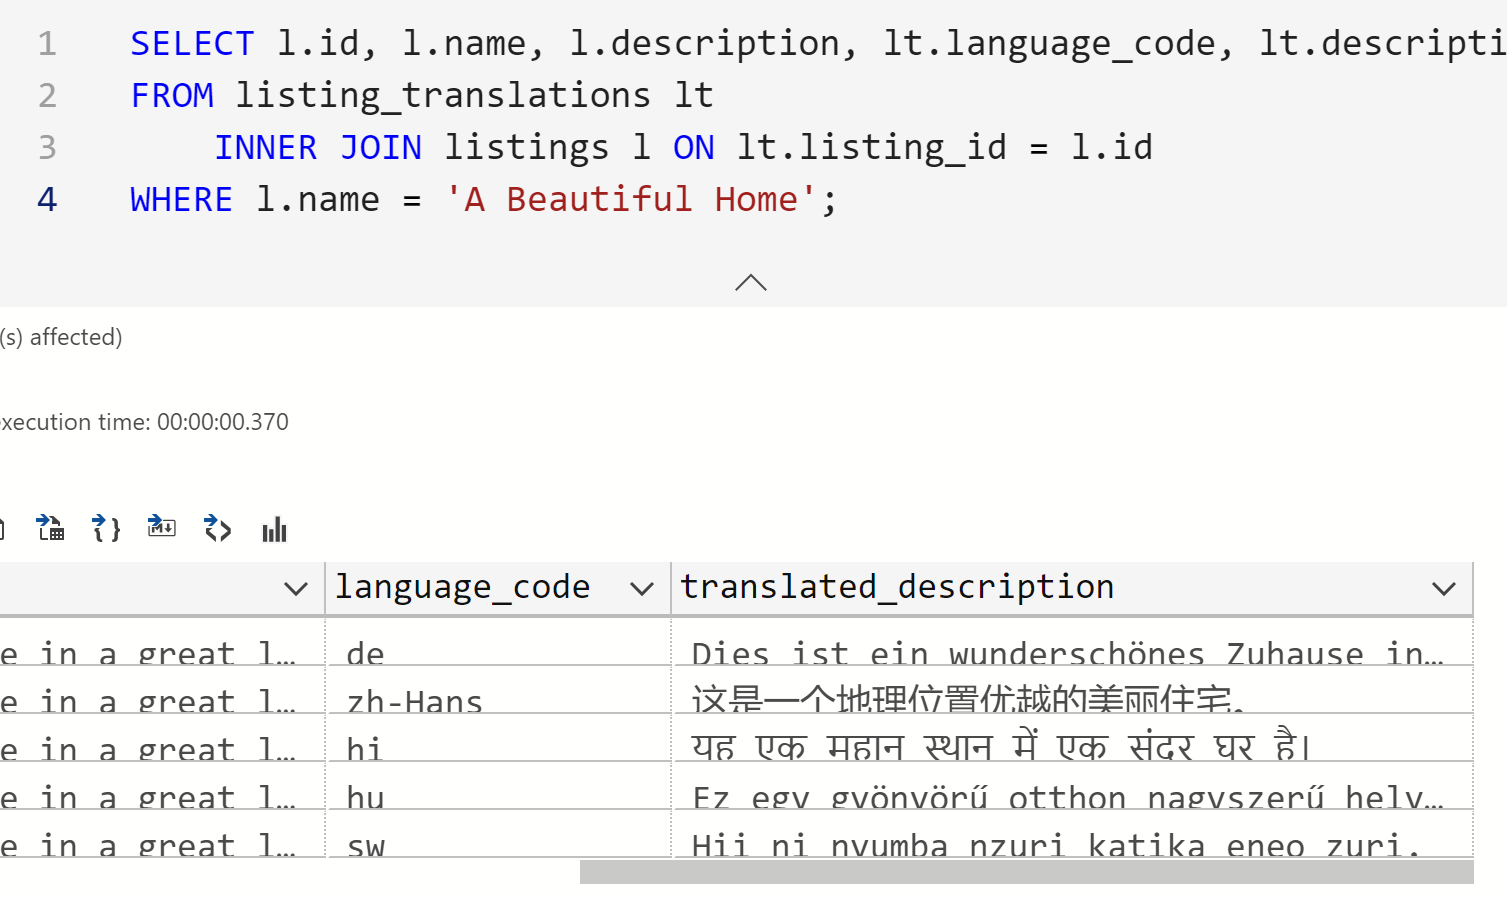 1 SELECT l.id, l.name, l.description, lt.language_code, lt.descripti
2 FROM listing_translations lt
3 INNER JOIN listings l ON lt.listing_id = l.id
4 WHERE l.name = 'A Beautiful Home';
(s) affected)
xecution time: 00:00:00.370
language_code translated_description
e in a great l… de Dies ist ein wunderschönes Zuhause in…
e in a great l… zh-Hans 这是一个地理位置优越的美丽住宅。
e in a great l… hi यह एक महान स्थान में एक सुंदर घर है।
e in a great l… hu Ez egy gyönyörű otthon nagyszerű hely…
e in a great l… sw Hii ni nyumba nzuri katika eneo zuri.